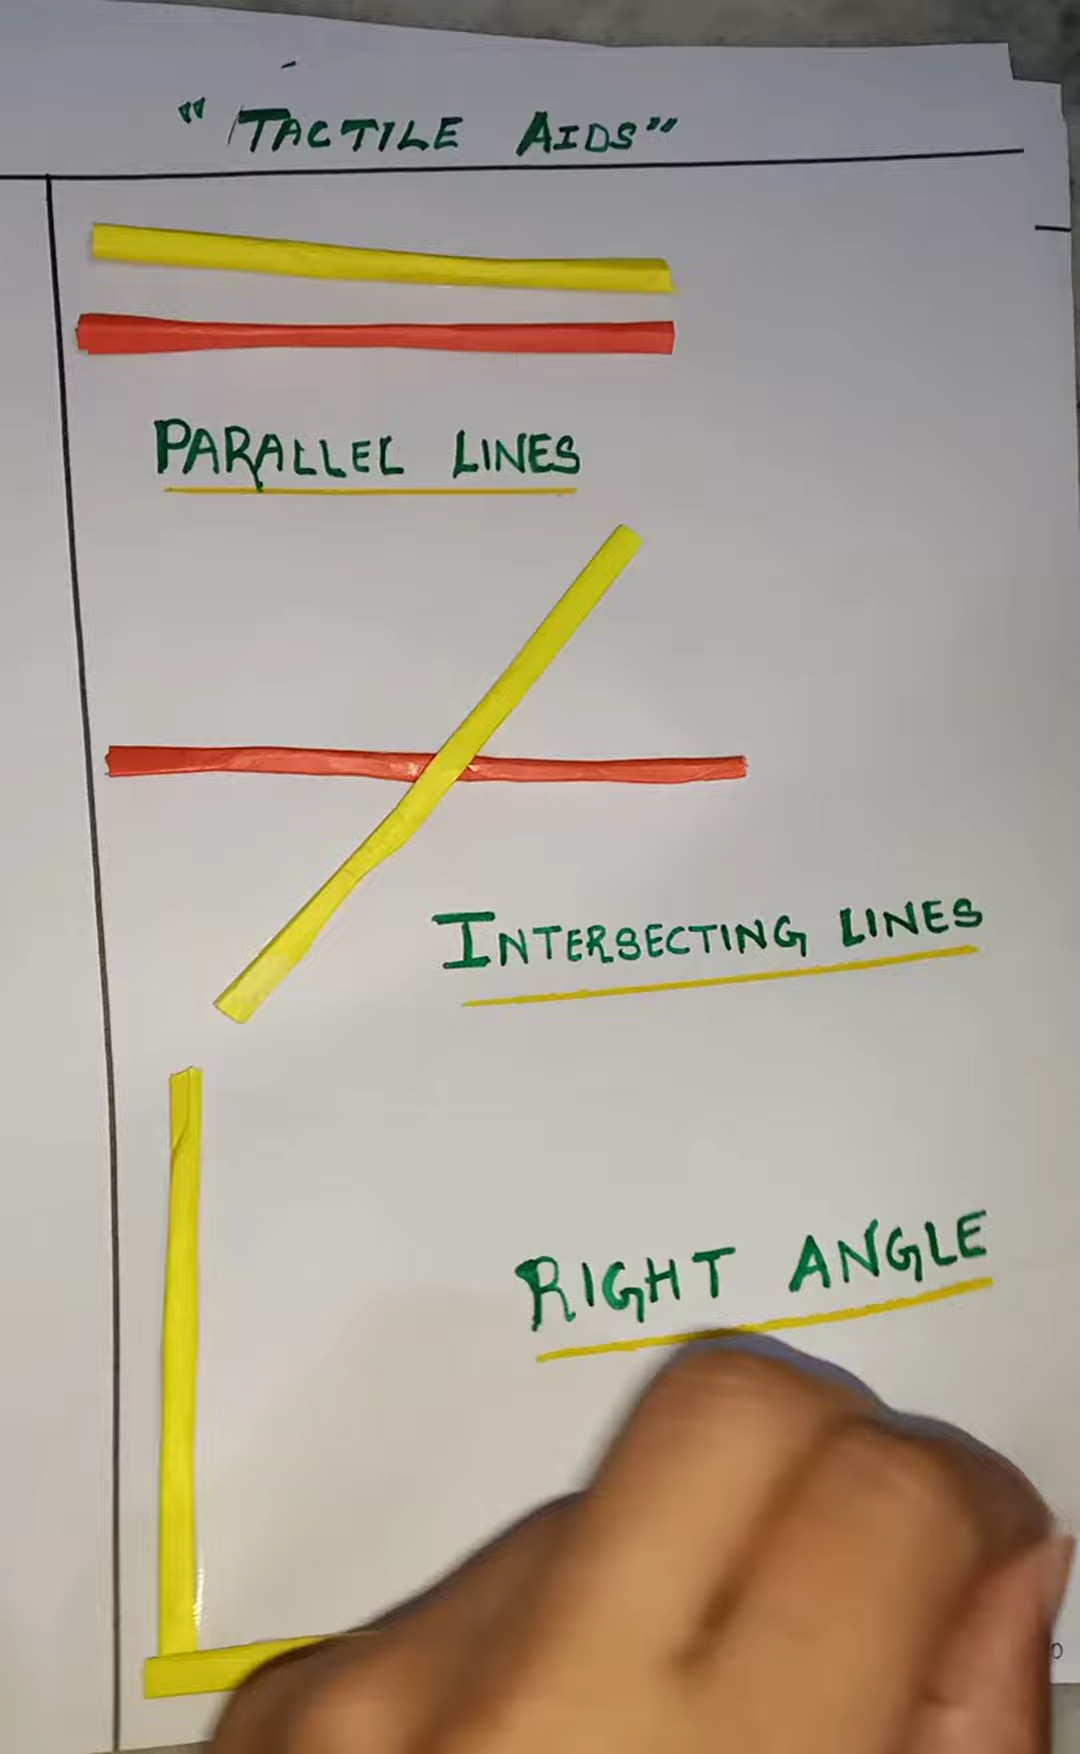 "TACTILE AIDS"
PARALLEL LINES
INTERSECTING LINES
RIGHT ANGLE